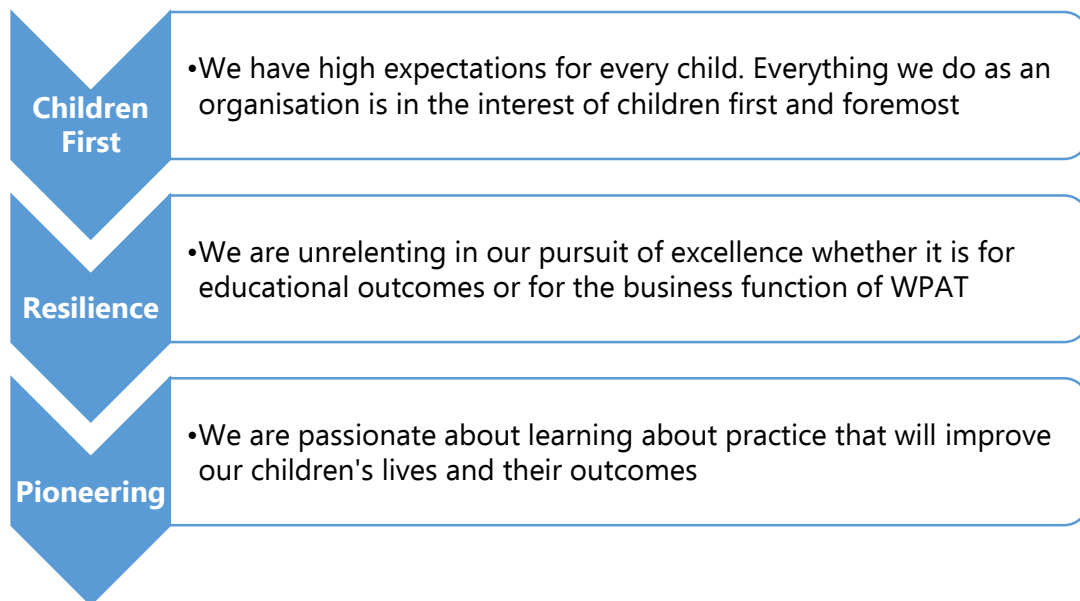 Children
First
•We have high expectations for every child. Everything we do as an
organisation is in the interest of children first and foremost
Resilience
•We are unrelenting in our pursuit of excellence whether it is for
educational outcomes or for the business function of WPAT
Pioneering
•We are passionate about learning about practice that will improve
our children's lives and their outcomes